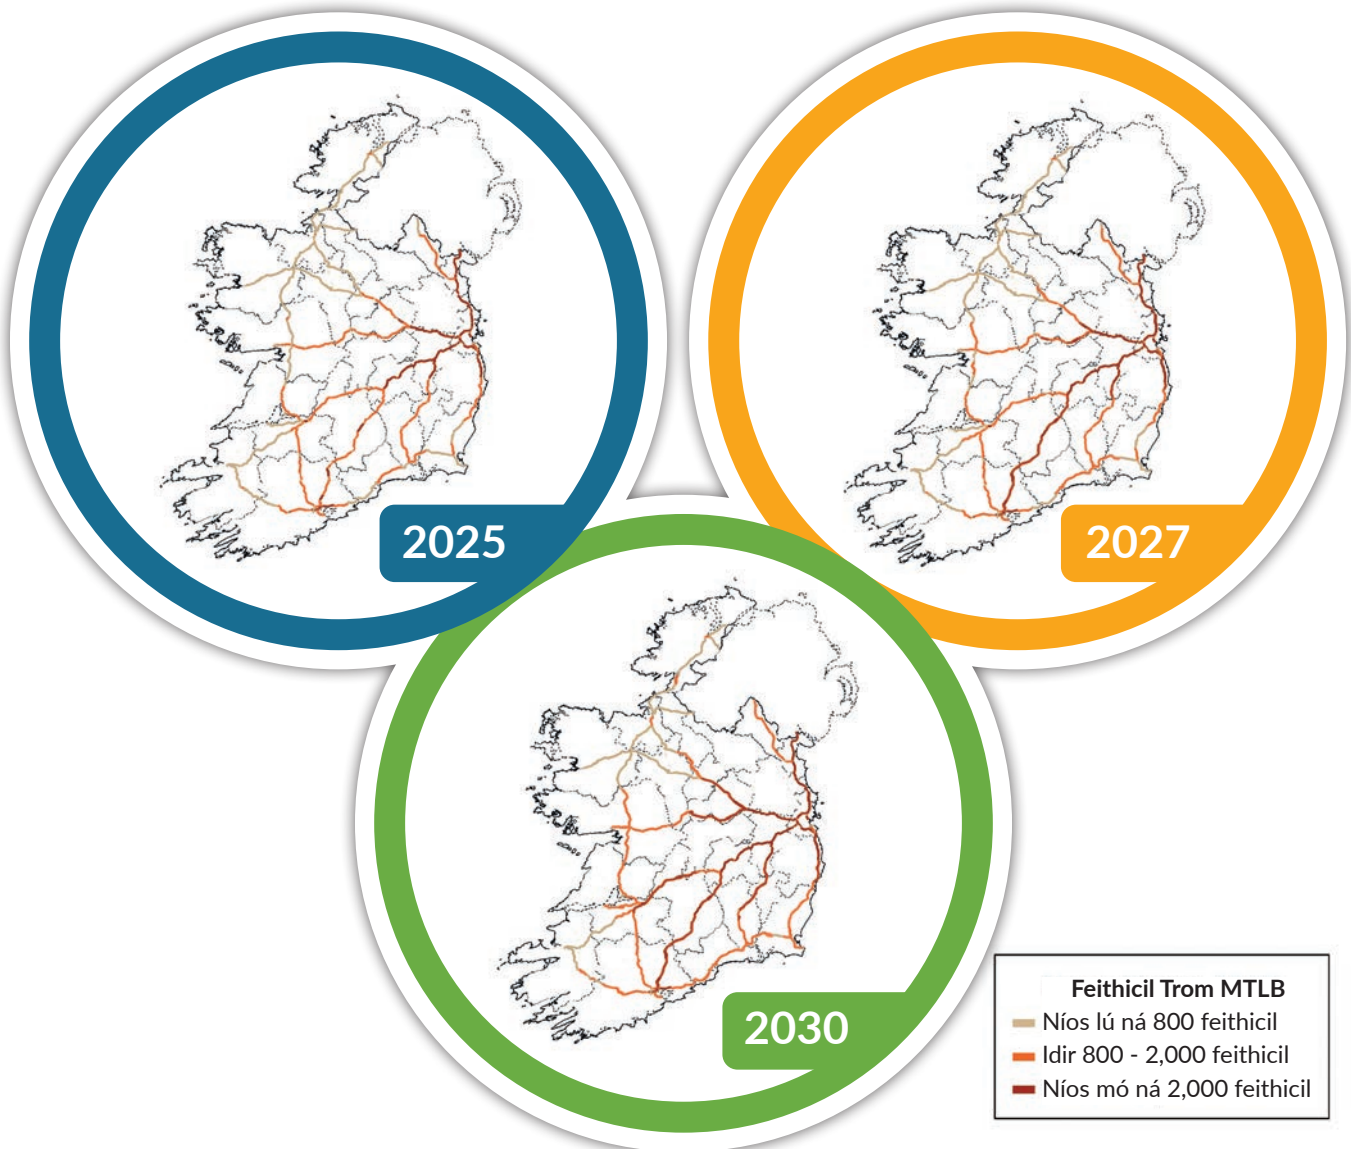 2025
2027
2030
Feithicil Trom MTLB
Níos lú ná 800 feithicil
Idir 800 - 2,000 feithicil
Níos mó ná 2,000 feithicil